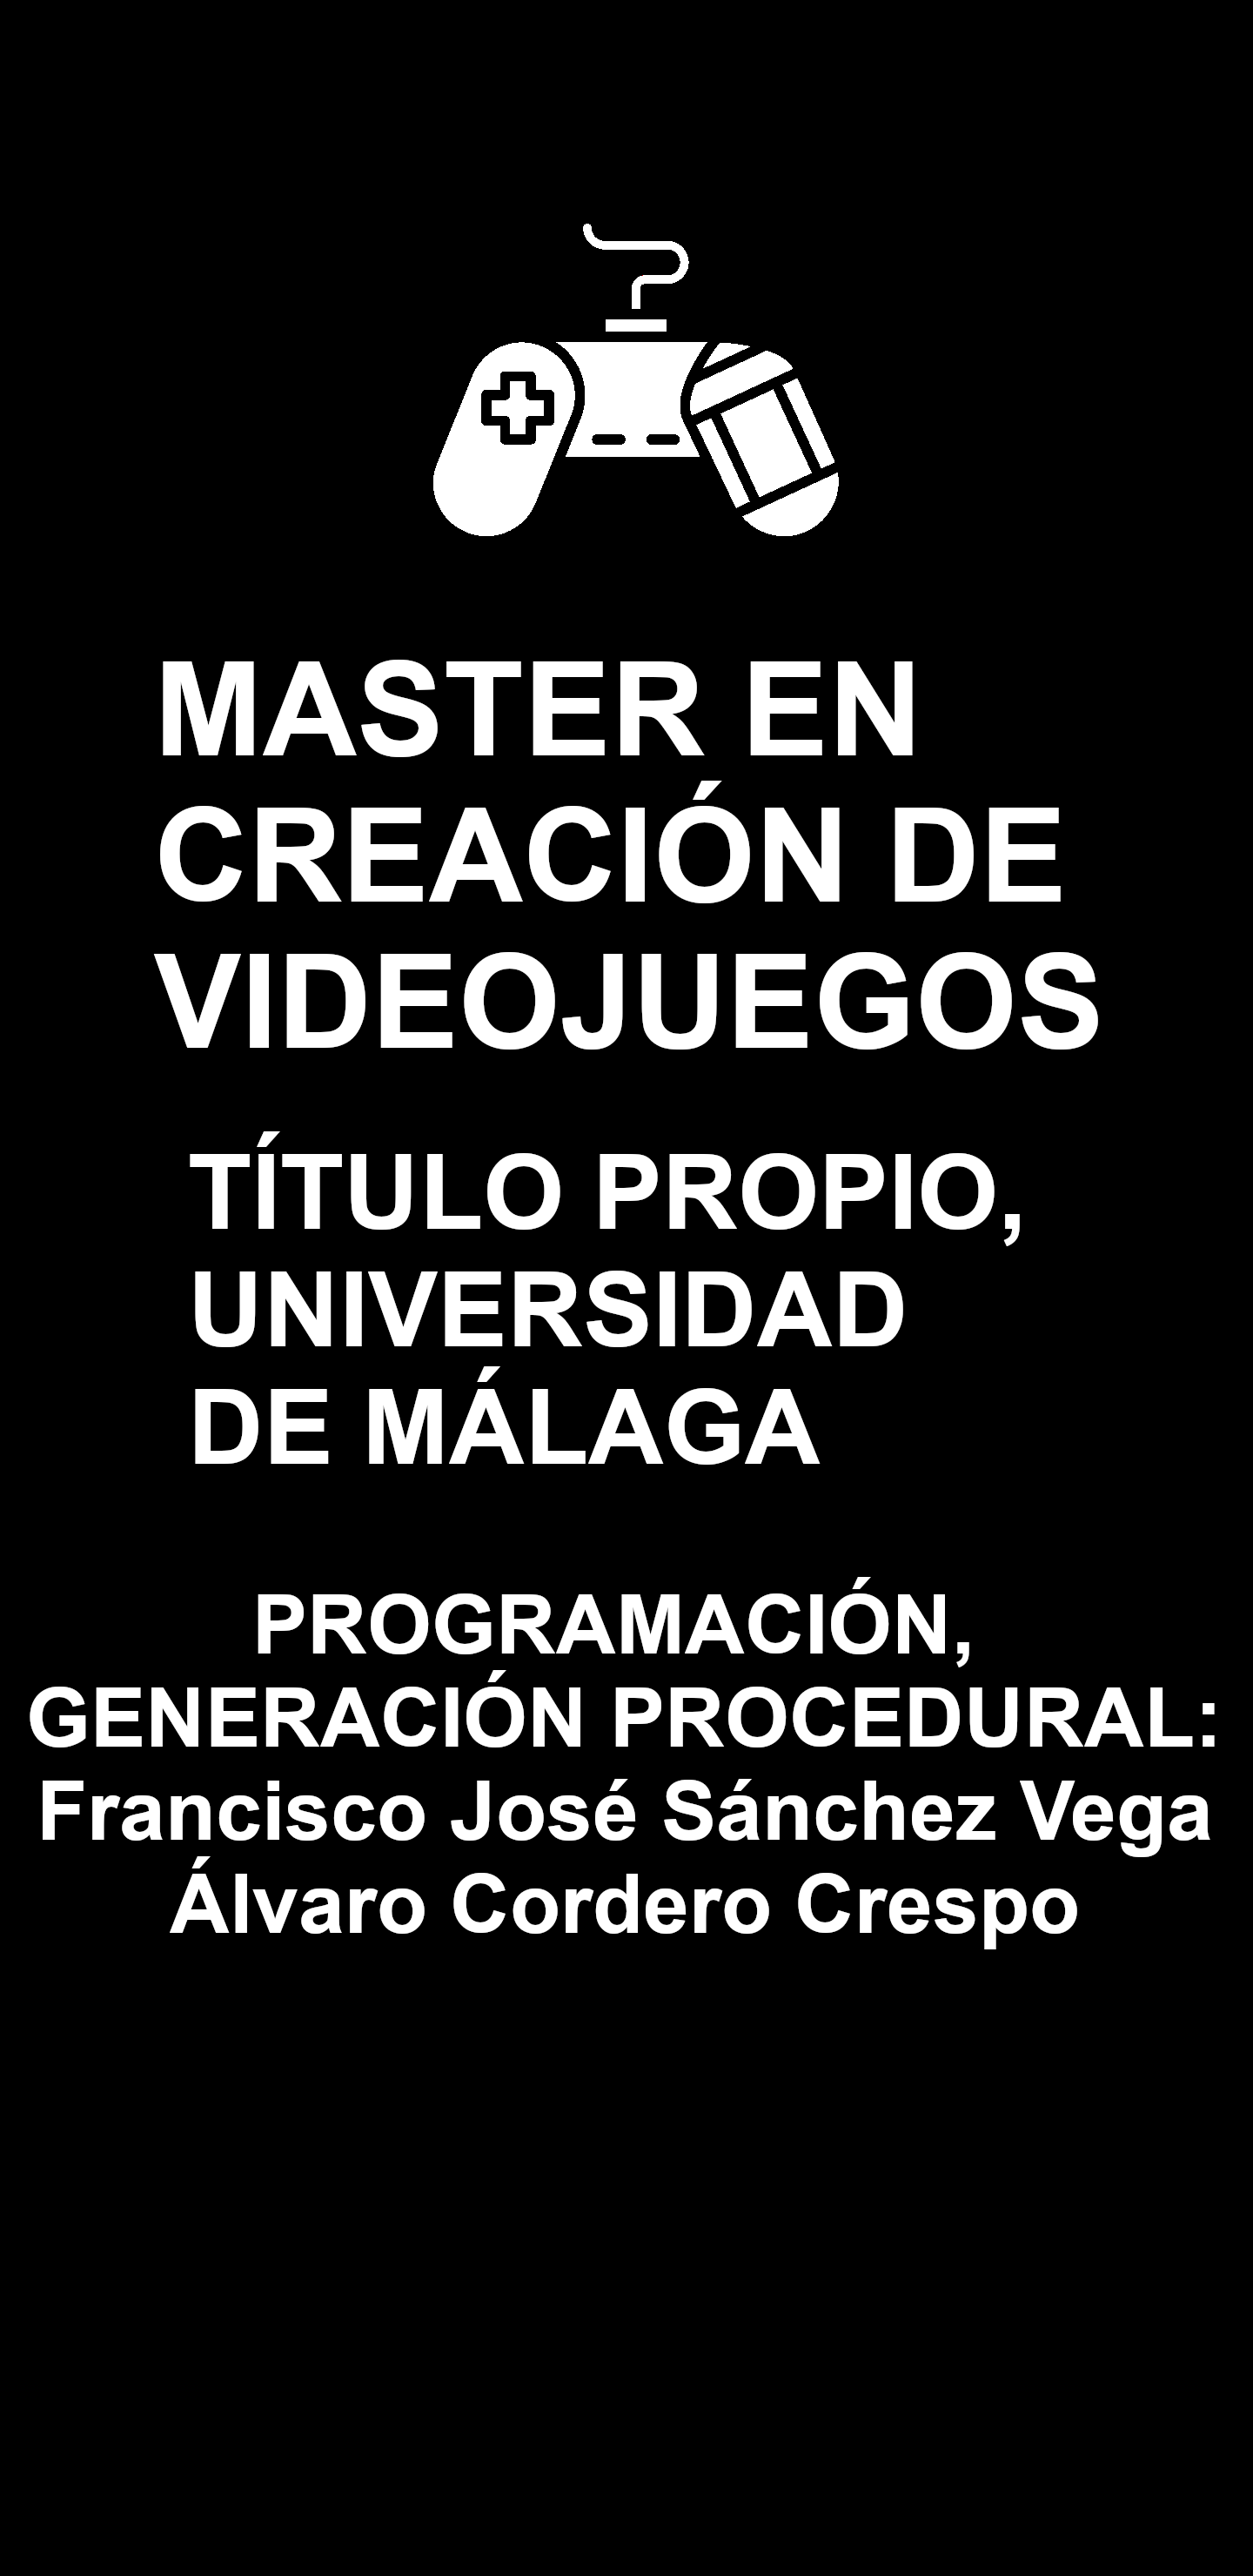 MASTER EN
CREACIÓN DE
VIDEOJUEGOS
TÍTULO PROPIO,
UNIVERSIDAD
DE MÁLAGA
PROGRAMACIÓN,
GENERACIÓN PROCEDURAL:
Francisco José Sánchez Vega
Álvaro Cordero Crespo